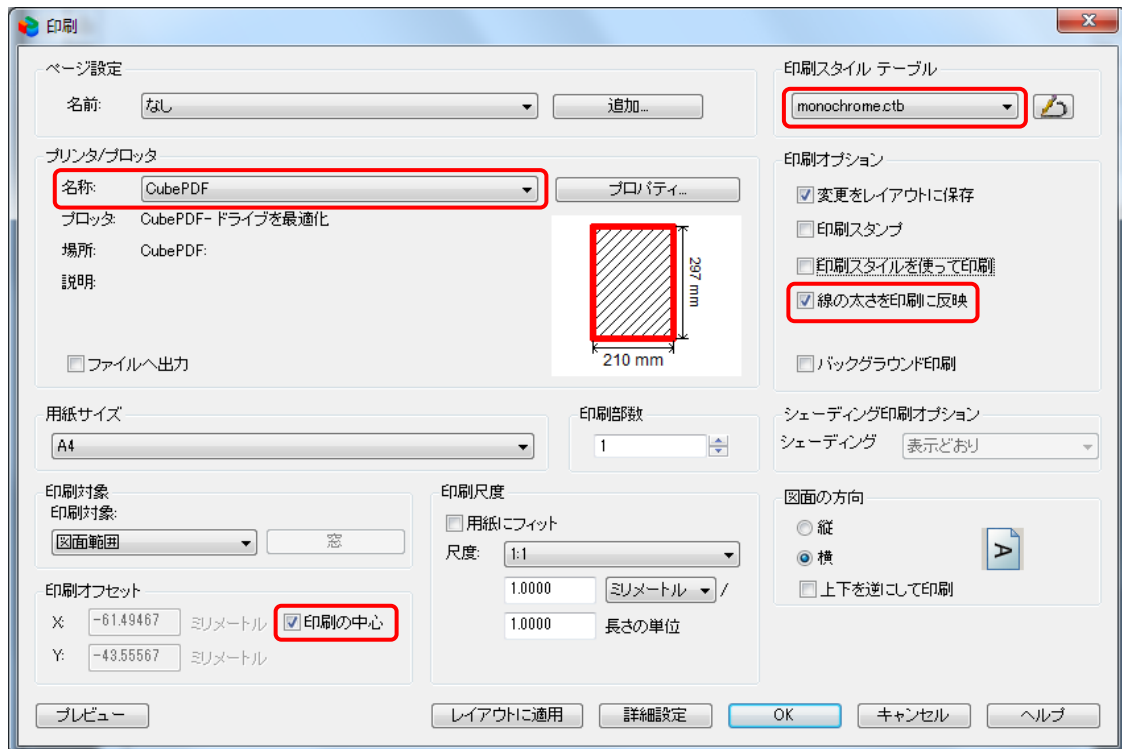 印刷
ページ設定
名前: なし 追加...
印刷スタイル テーブル
monochrome.ctb
プリンタ/プロッタ
名称: CubePDF プロパティ...
プロッタ: CubePDF- ドライブを最適化
場所: CubePDF:
説明:
297 mm
210 mm
ファイルへ出力
印刷オプション
変更をレイアウトに保存
印刷スタンプ
印刷スタイルを使って印刷
線の太さを印刷に反映
バックグラウンド印刷
用紙サイズ
A4
印刷部数
1
シェーディング印刷オプション
シェーディング 表示どおり
印刷対象
印刷対象:
図面範囲 窓
印刷オフセット
X: -61.49467 ミリメートル 印刷の中心
Y: -43.55567 ミリメートル
印刷尺度
用紙にフィット
尺度: 1:1
1.0000 ミリメートル /
1.0000 長さの単位
図面の方向
縦
横
A
上下を逆にして印刷
プレビュー レイアウトに適用 詳細設定 OK キャンセル ヘルプ